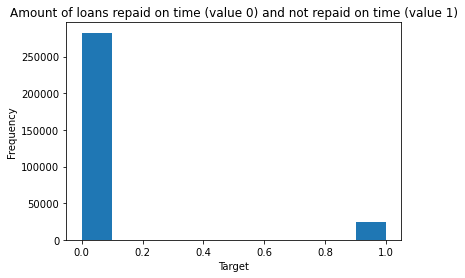 Amount of loans repaid on time (value 0) and not repaid on time (value 1)
250000
200000
150000
100000
50000
0
Frequency
0.0 0.2 0.4 0.6 0.8 1.0
Target